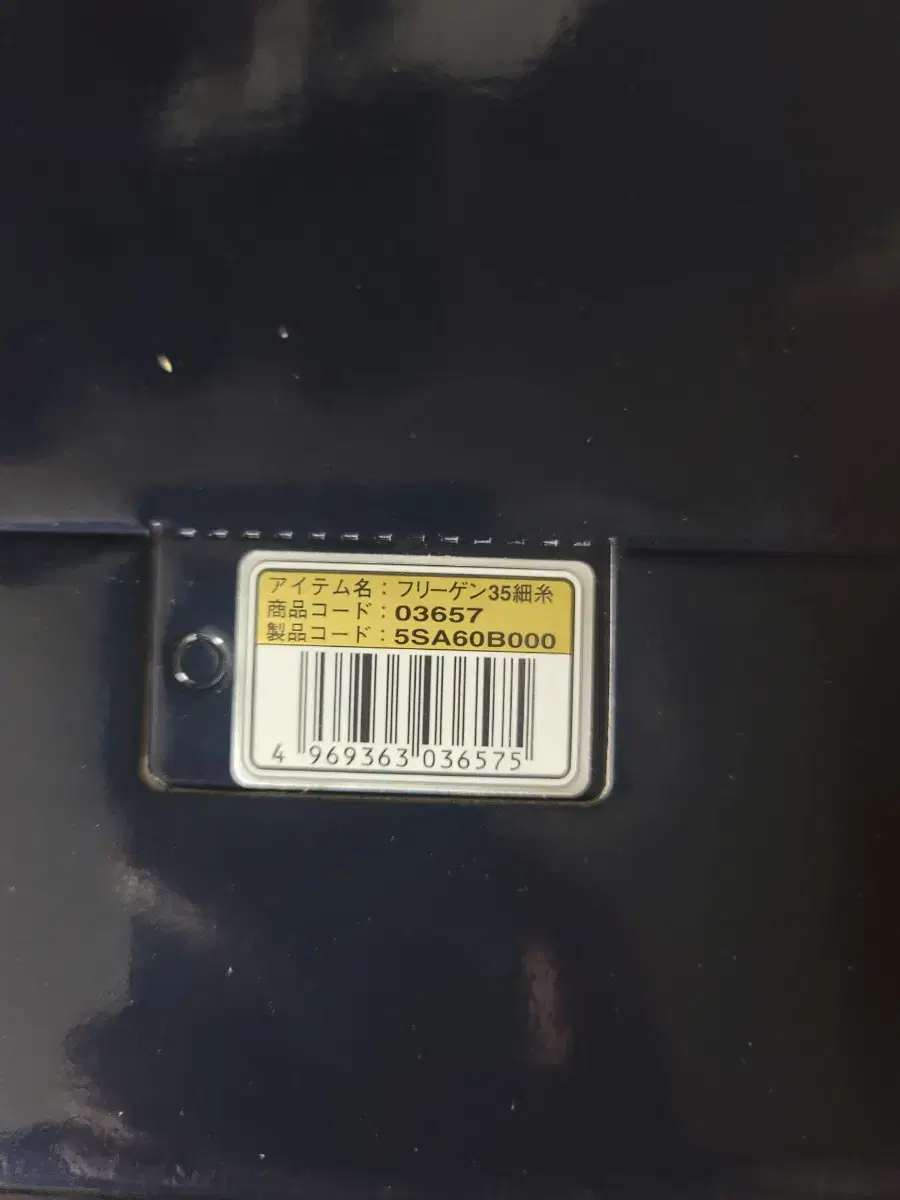 アイテム名：フリーゲン35細糸
商品コード：03657
製品コード：5SA60B000
4 969363 036575